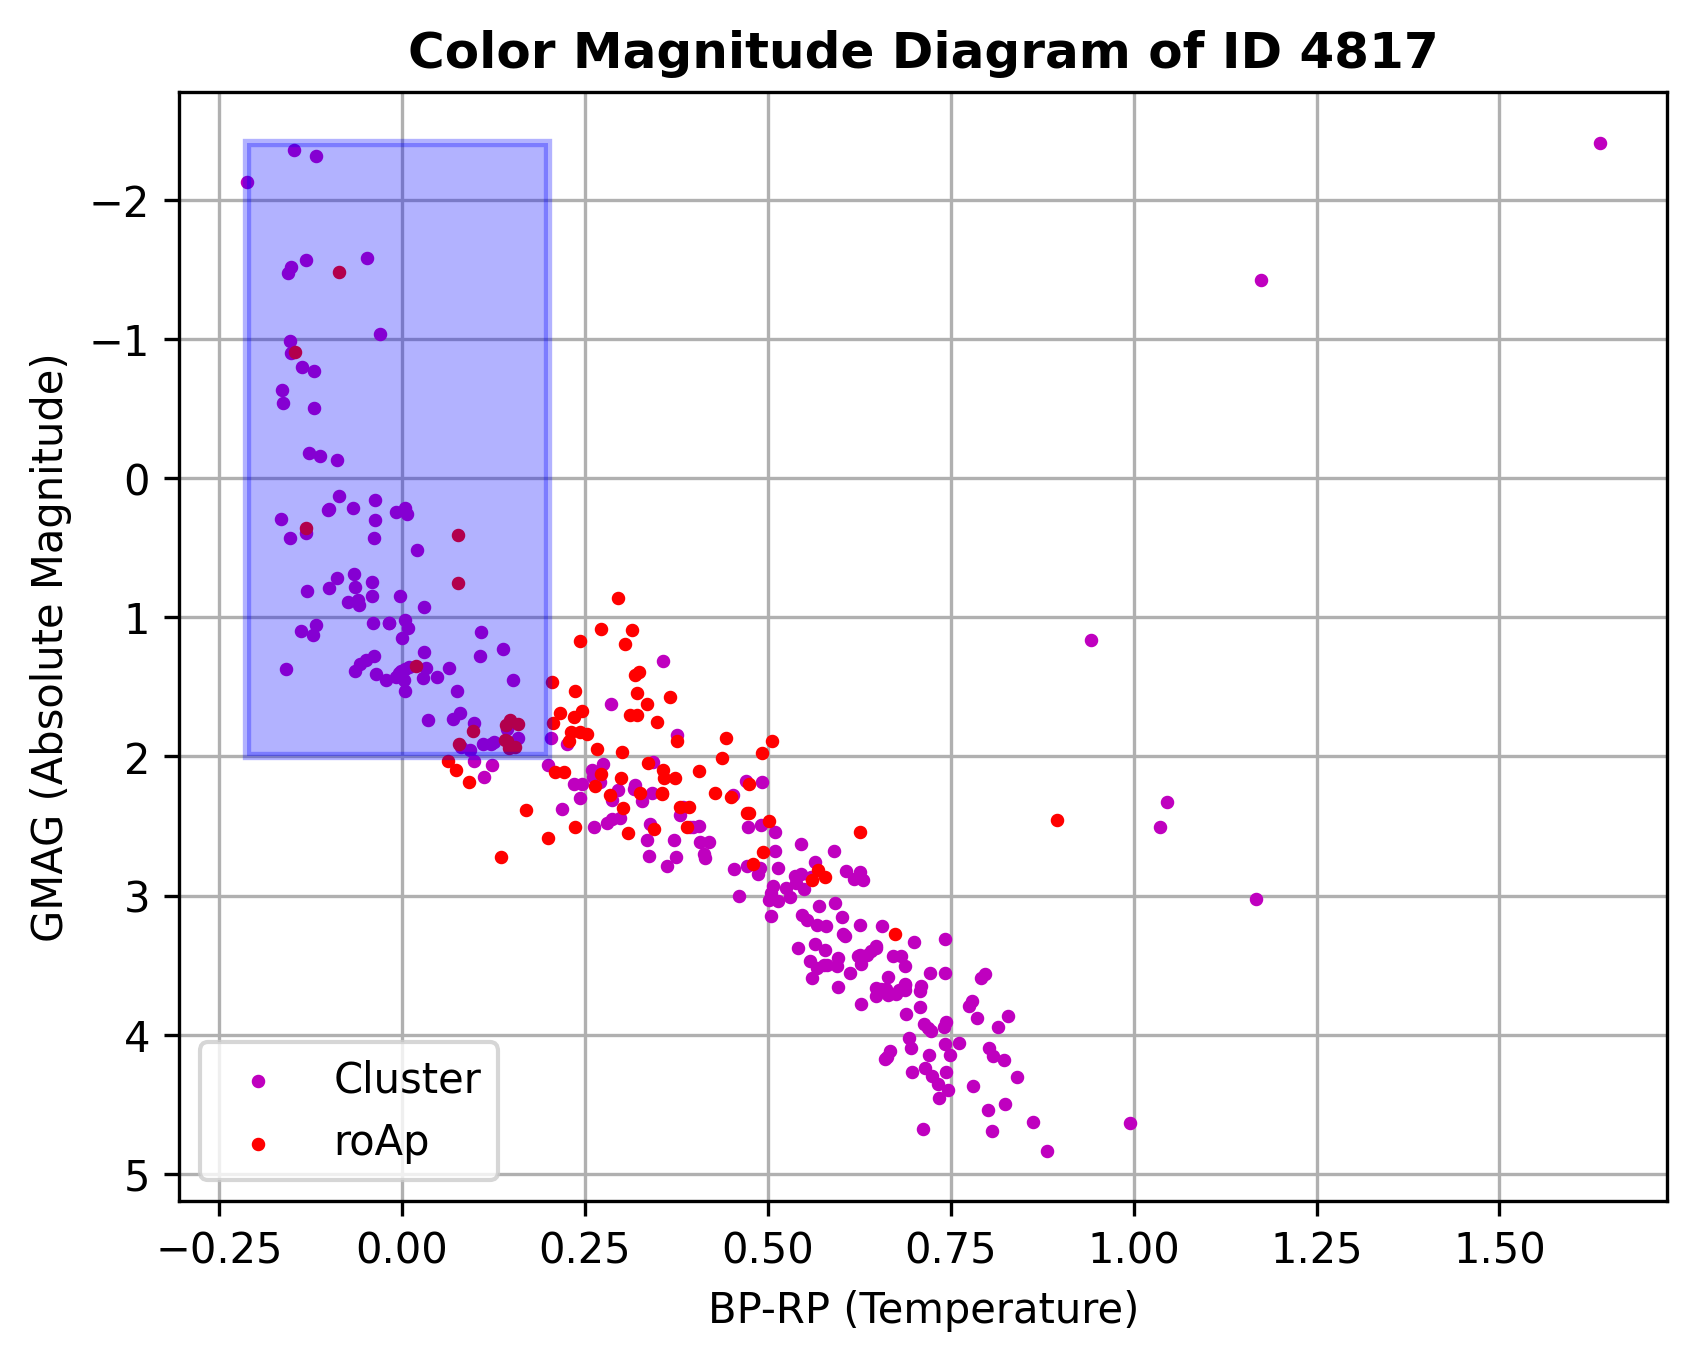 Color Magnitude Diagram of ID 4817
GMAG (Absolute Magnitude)
−2
−1
0
1
2
3
4
5
Cluster
roAp
−0.25 0.00 0.25 0.50 0.75 1.00 1.25 1.50
BP-RP (Temperature)